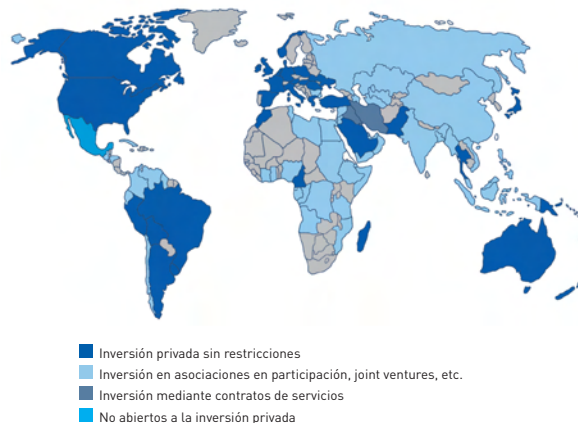 Inversión privada sin restricciones
Inversión en asociaciones en participación, joint ventures, etc.
Inversión mediante contratos de servicios
No abiertos a la inversión privada